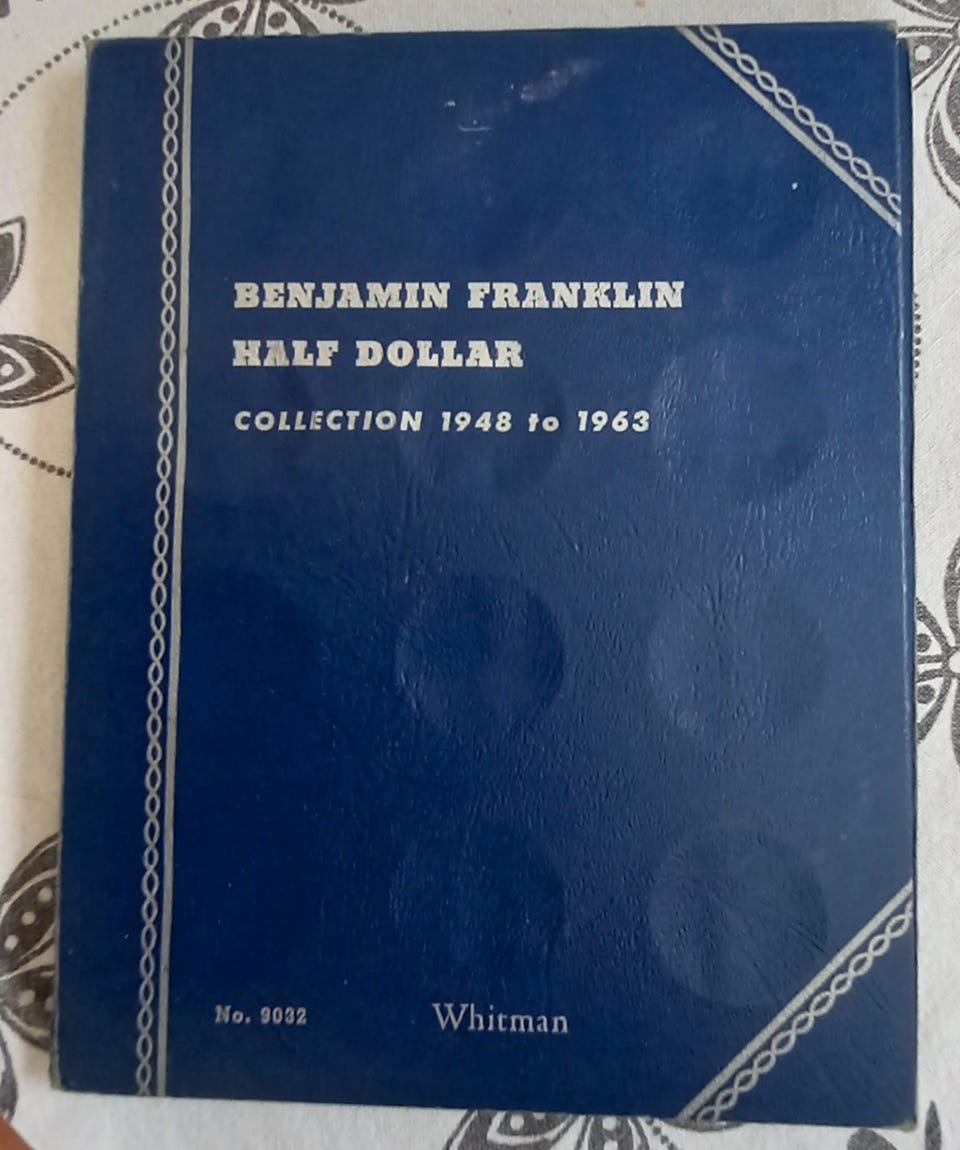 BENJAMIN FRANKLIN
HALF DOLLAR
COLLECTION 1948 to 1963
No. 9032 Whitman